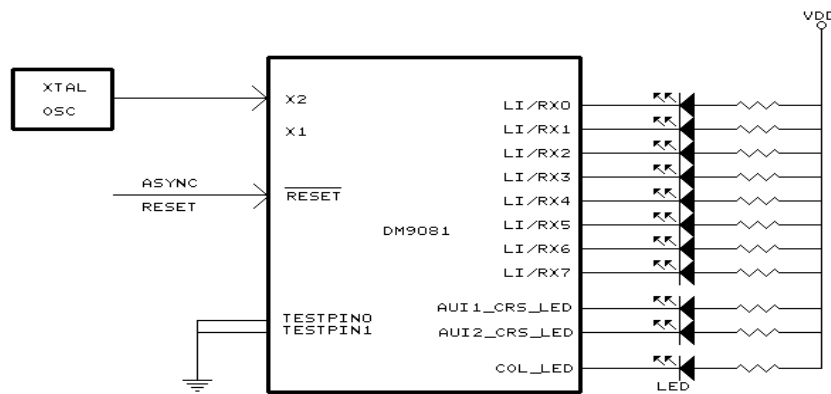 VDD
XTAL
OSC
X2
X1
ASYNC
RESET
RESET
DM9081
TESTPIN0
TESTPIN1
LI/RX0
LI/RX1
LI/RX2
LI/RX3
LI/RX4
LI/RX5
LI/RX6
LI/RX7
AUI1_CRS_LED
AUI2_CRS_LED
COL_LED
LED